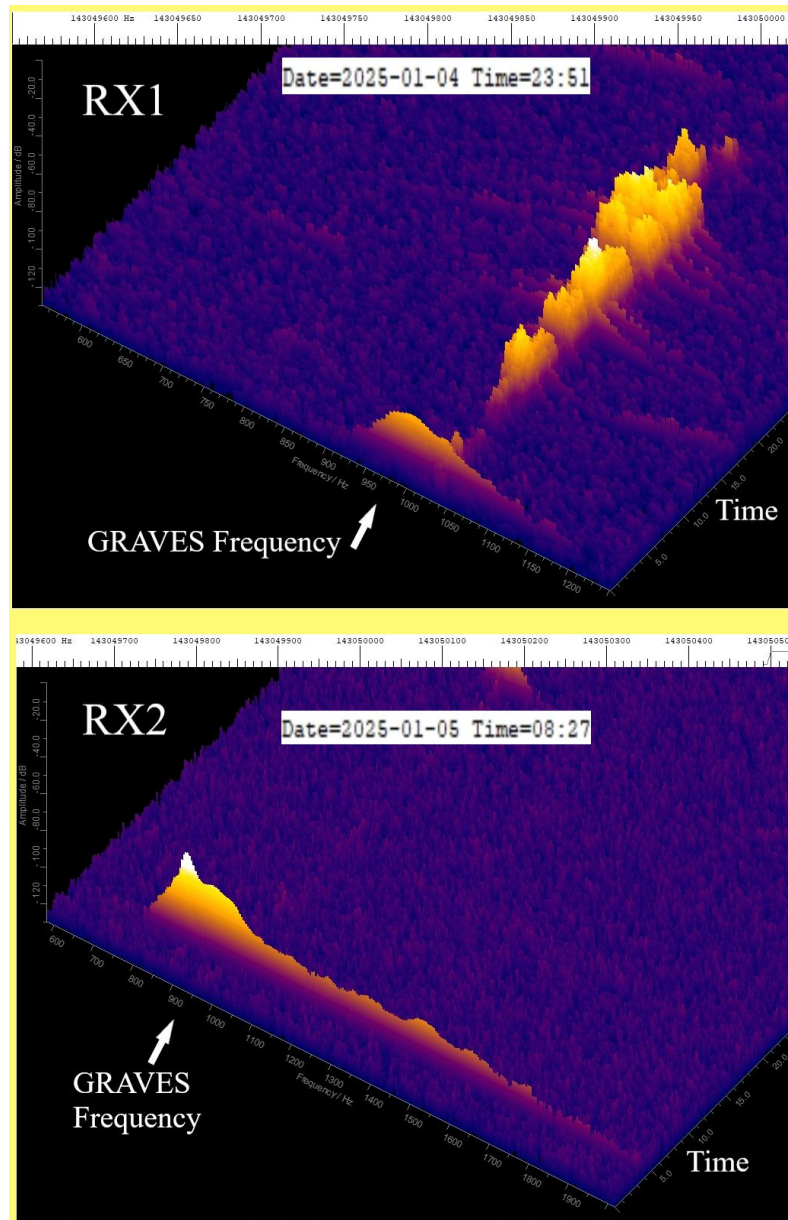 143049600 Hz 143049650 143049700 143049750 143049800 143049850 143049900 143049950 143050000
Date=2025-01-04 Time=23:51
RX1
-20.0
-40.0
-60.0
-80.0
-100
-120
Amplitude / dB
600 650 700 750 800 850 900 950 1000 1050 1100 1150 1200
Frequency / Hz
5.0 10.0 15.0 20.0
Time
GRAVES Frequency
43049600 Hz 143049700 143049800 143049900 143050000 143050100 143050200 143050300 143050400 14305050
RX2
Date=2025-01-05 Time=08:27
-20.0
-40.0
-60.0
-80.0
-100
-120
Amplitude / dB
600 700 800 900 1000 1100 1200 1300 1400 1500 1600 1700 1800 1900
Frequency / Hz
5.0 10.0 15.0 20.0
GRAVES
Frequency
Time